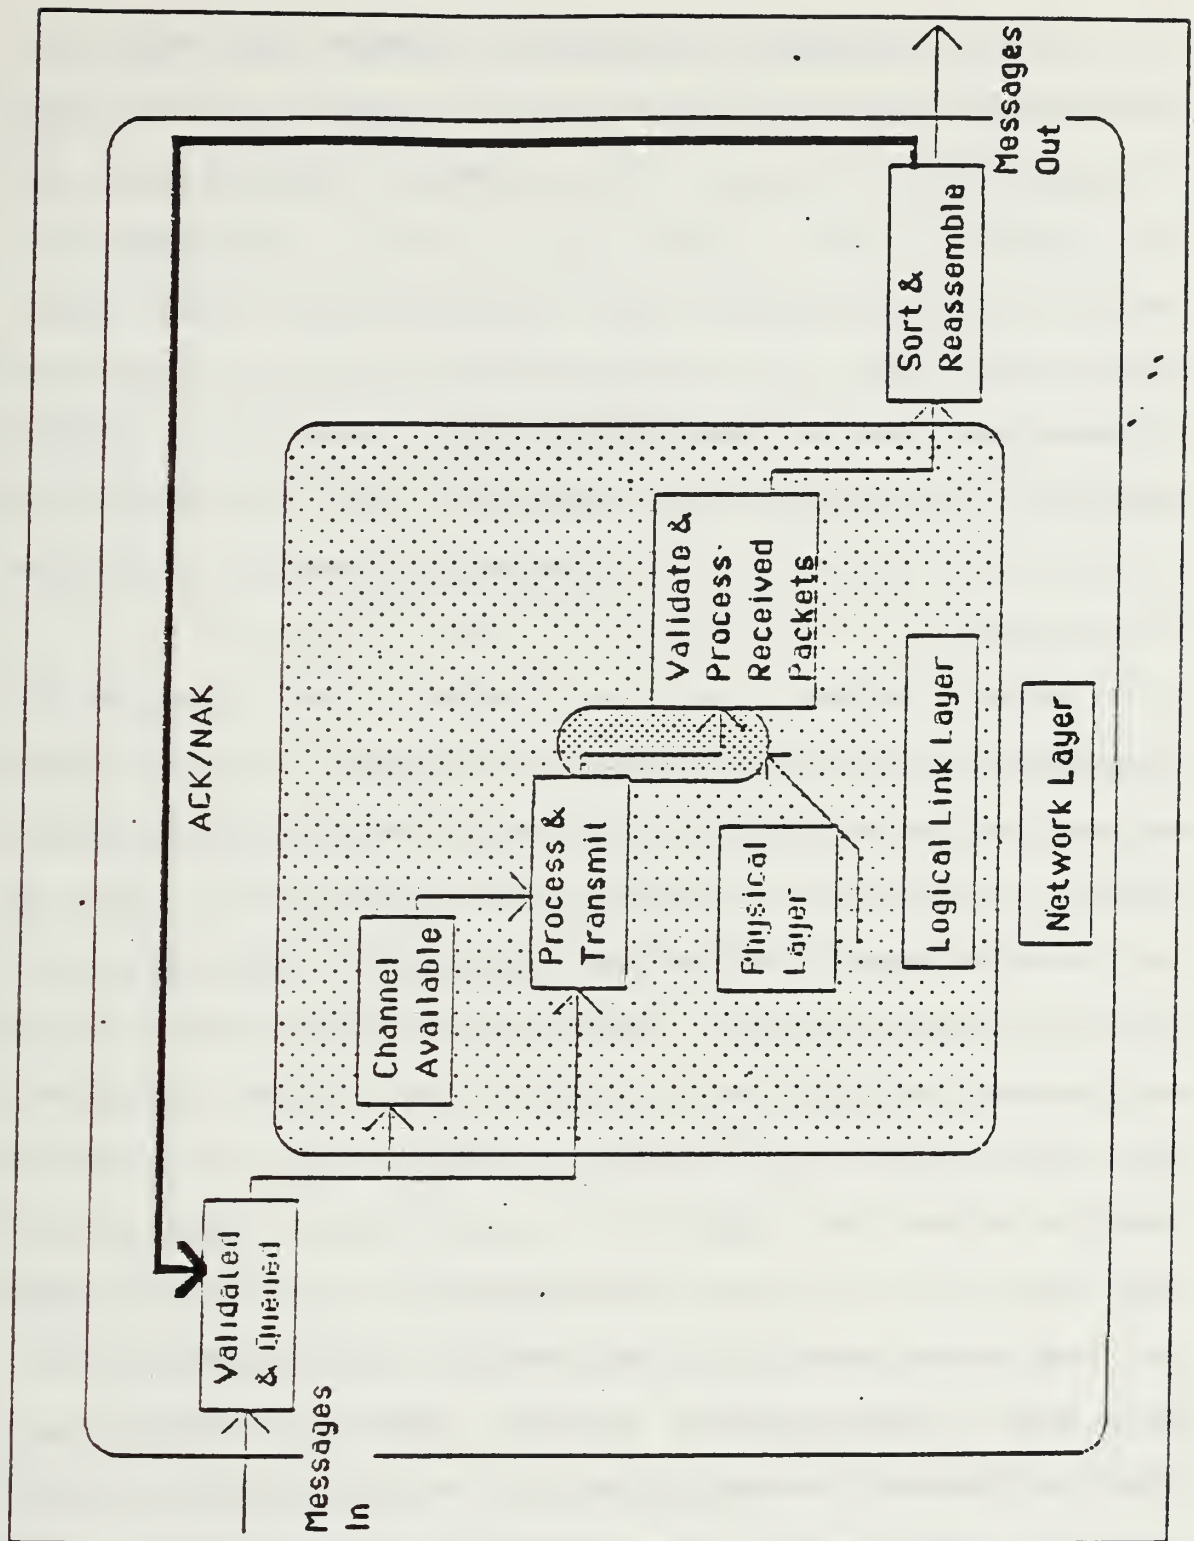 Messages
In
Validated
& Queued
ACK/NAK
Channel
Available
Process &
Transmit
Physical
Layer
Validate &
Process
Received
Packets
Logical Link Layer
Network Layer
Sort &
Reassemble
Messages
Out